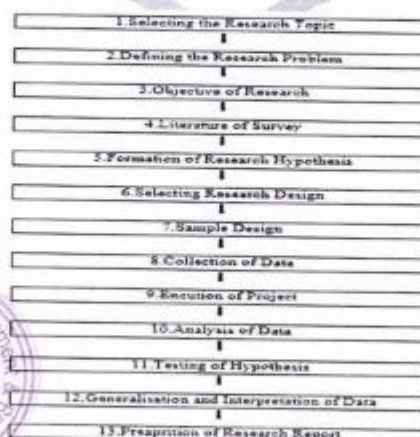 1.Selecting the Research Topic
2.Defining the Research Problem
3.Objective of Research
4.Literature of Survey
5.Formation of Research Hypothesis
6.Selecting Research Design
7.Sample Design
8.Collection of Data
9.Encution of Project
10.Analysis of Data
11.Testing of Hypothesis
12.Generalisation and Interpretation of Data
13.Preaprition of Research Report